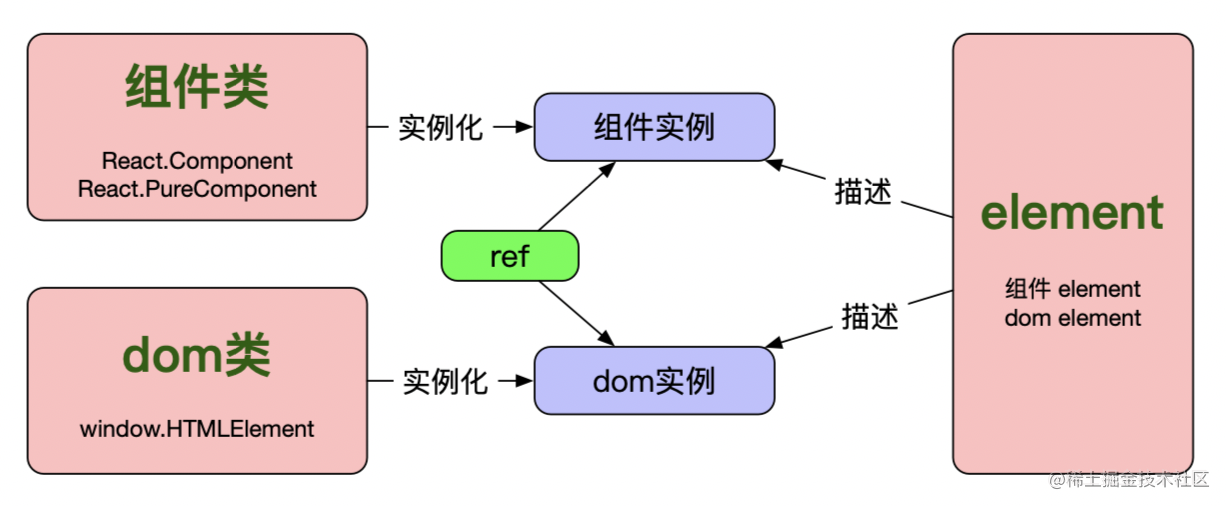 组件类
React.Component
React.PureComponent
实例化
组件实例
描述
ref
element
组件 element
dom element
dom类
window.HTMLElement
实例化
dom实例
描述
@稀土掘金技术社区